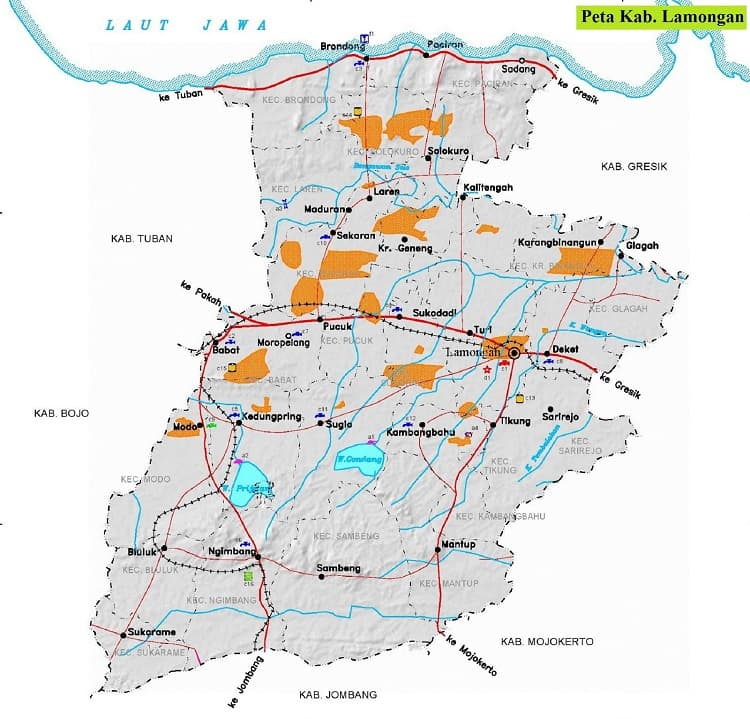 Peta Kab. Lamongan
LAUT JAWA
Brondong
Paciran
Sadang
ke Tuban
ke Gresik
KEC. BRONDONG
KEC. PACIRAN
KEC. SOLOKURO
Solokuro
KAB. GRESIK
KEC. LAREN
Laren
Kalitengah
Maduran
Sekaran
Kr. Geneng
Karangbinangun
Glagah
KAB. TUBAN
KEC. GLAGAH
ke Pakah
Sukodadi
Pucuk
Turi
KEC. PUCUK
Moropelang
Babat
Lamongan
Deket
ke Gresik
KEC. BABAT
KAB. BOJO
Kedungpring
Modo
Sugio
Kambangbahu
Tikung
Sarirejo
KEC. SARIREJO
KEC. TIKUNG
W. Gondang
KEC. MODO
KEC. KAMBANGBAHU
KEC. SAMBENG
Bluluk
Ngimbang
Mantup
Sambeng
KEC. BLULUK
KEC. MANTUP
KEC. NGIMBANG
Sukarame
KEC. SUKARAME
KAB. MOJOKERTO
ke Mojokerto
ke Jombang
KAB. JOMBANG